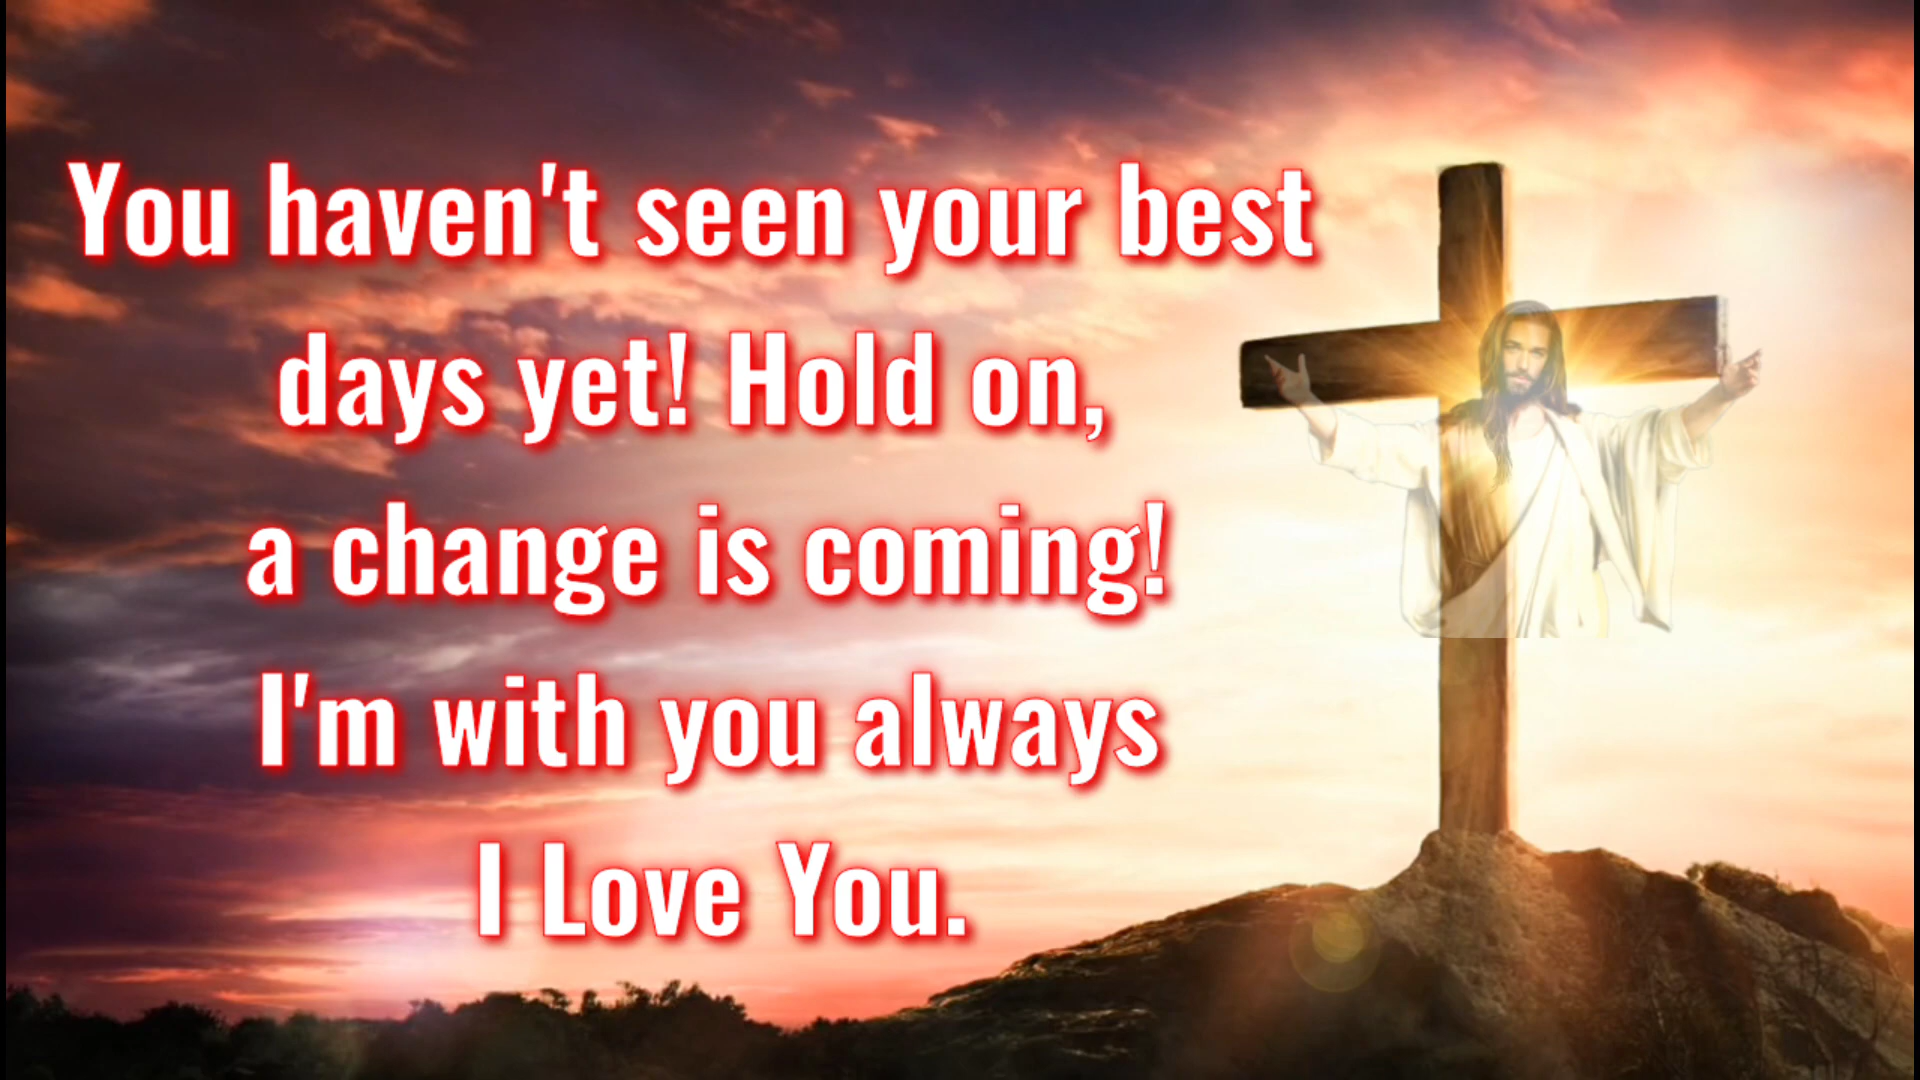 You haven't seen your best
days yet! Hold on,
a change is coming!
I'm with you always
I Love You.